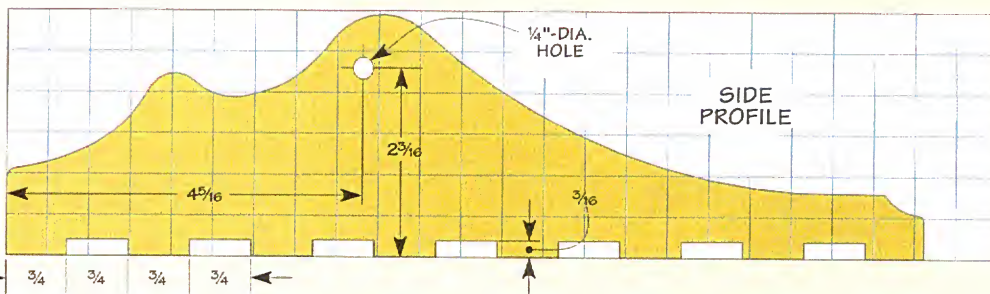 ¼"-DIA.
HOLE
SIDE
PROFILE
2³⁄₁₆
4⁵⁄₁₆
³⁄₁₆
¾ ¾ ¾ ¾